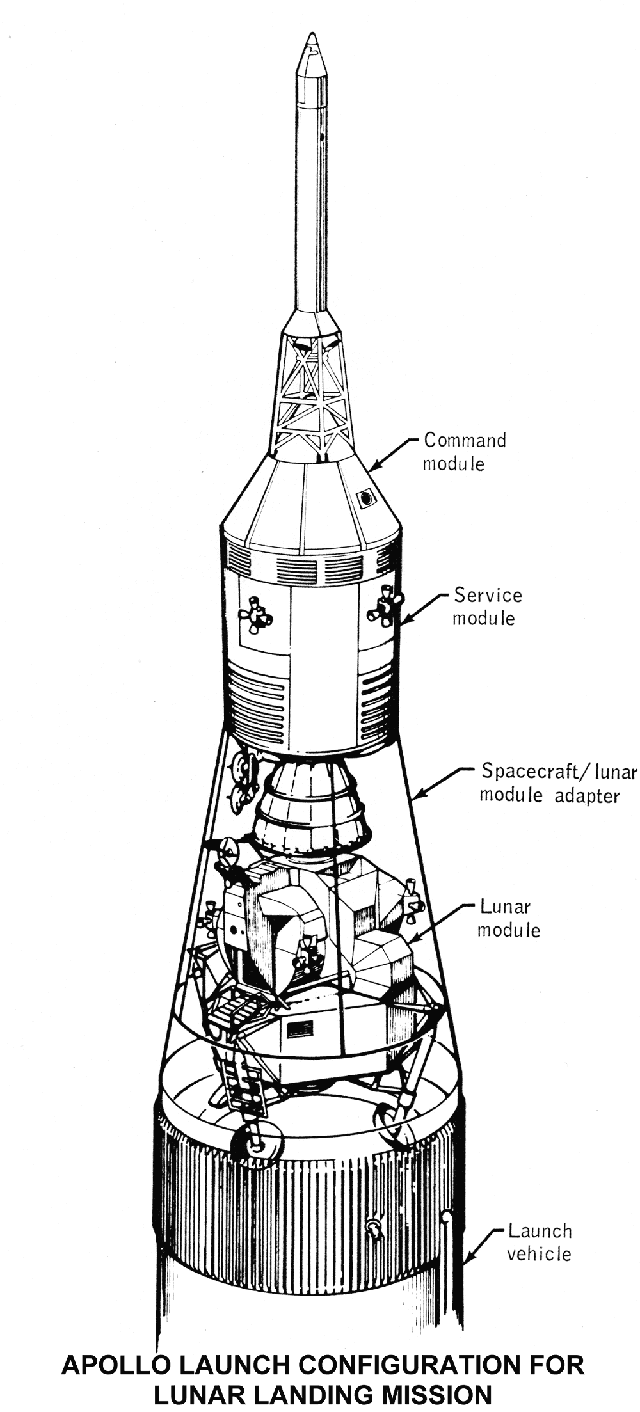 Command
module
Service
module
Spacecraft/lunar
module adapter
Lunar
module
Launch
vehicle
APOLLO LAUNCH CONFIGURATION FOR
LUNAR LANDING MISSION